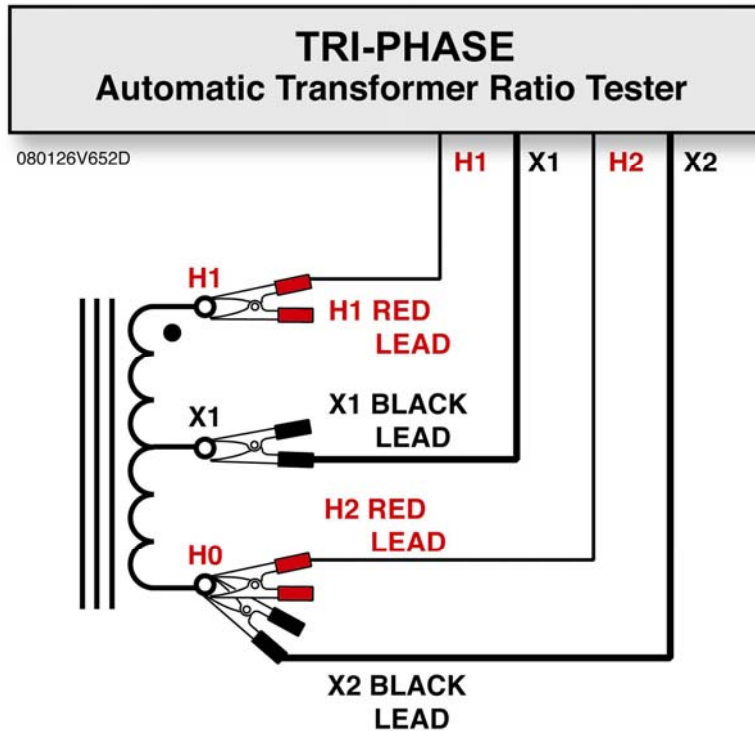 TRI-PHASE
Automatic Transformer Ratio Tester
080126V652D
H1 X1 H2 X2
H1
H1 RED
LEAD
X1
X1 BLACK
LEAD
H2 RED
LEAD
H0
X2 BLACK
LEAD